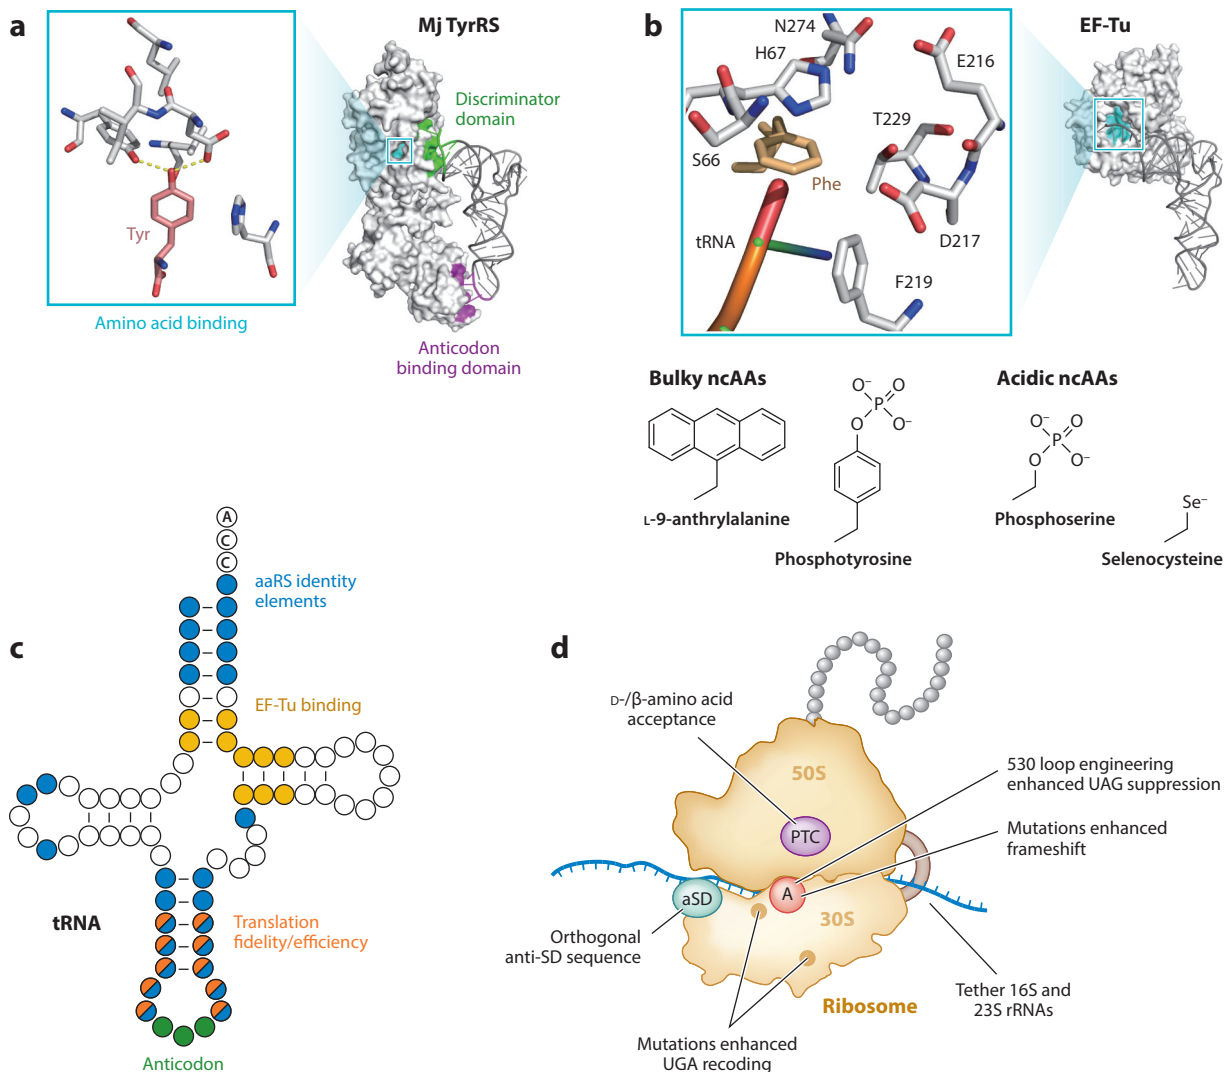 a
Mj TyrRS
Discriminator
domain
Tyr
Amino acid binding
Anticodon
binding domain
b
EF-Tu
N274
H67
E216
T229
S66
Phe
tRNA
D217
F219
Bulky ncAAs
Acidic ncAAs
O⁻
P
O
O⁻
O
O⁻
P
O
O⁻
O
Se⁻
L-9-anthrylalanine
Phosphotyrosine
Phosphoserine
Selenocysteine
c
A
C
C
aaRS identity
elements
EF-Tu binding
tRNA
Translation
fidelity/efficiency
Anticodon
d
D-/β-amino acid
acceptance
50S
530 loop engineering
enhanced UAG suppression
PTC
Mutations enhanced
frameshift
aSD
A
30S
Orthogonal
anti-SD sequence
Ribosome
Tether 16S and
23S rRNAs
Mutations enhanced
UGA recoding